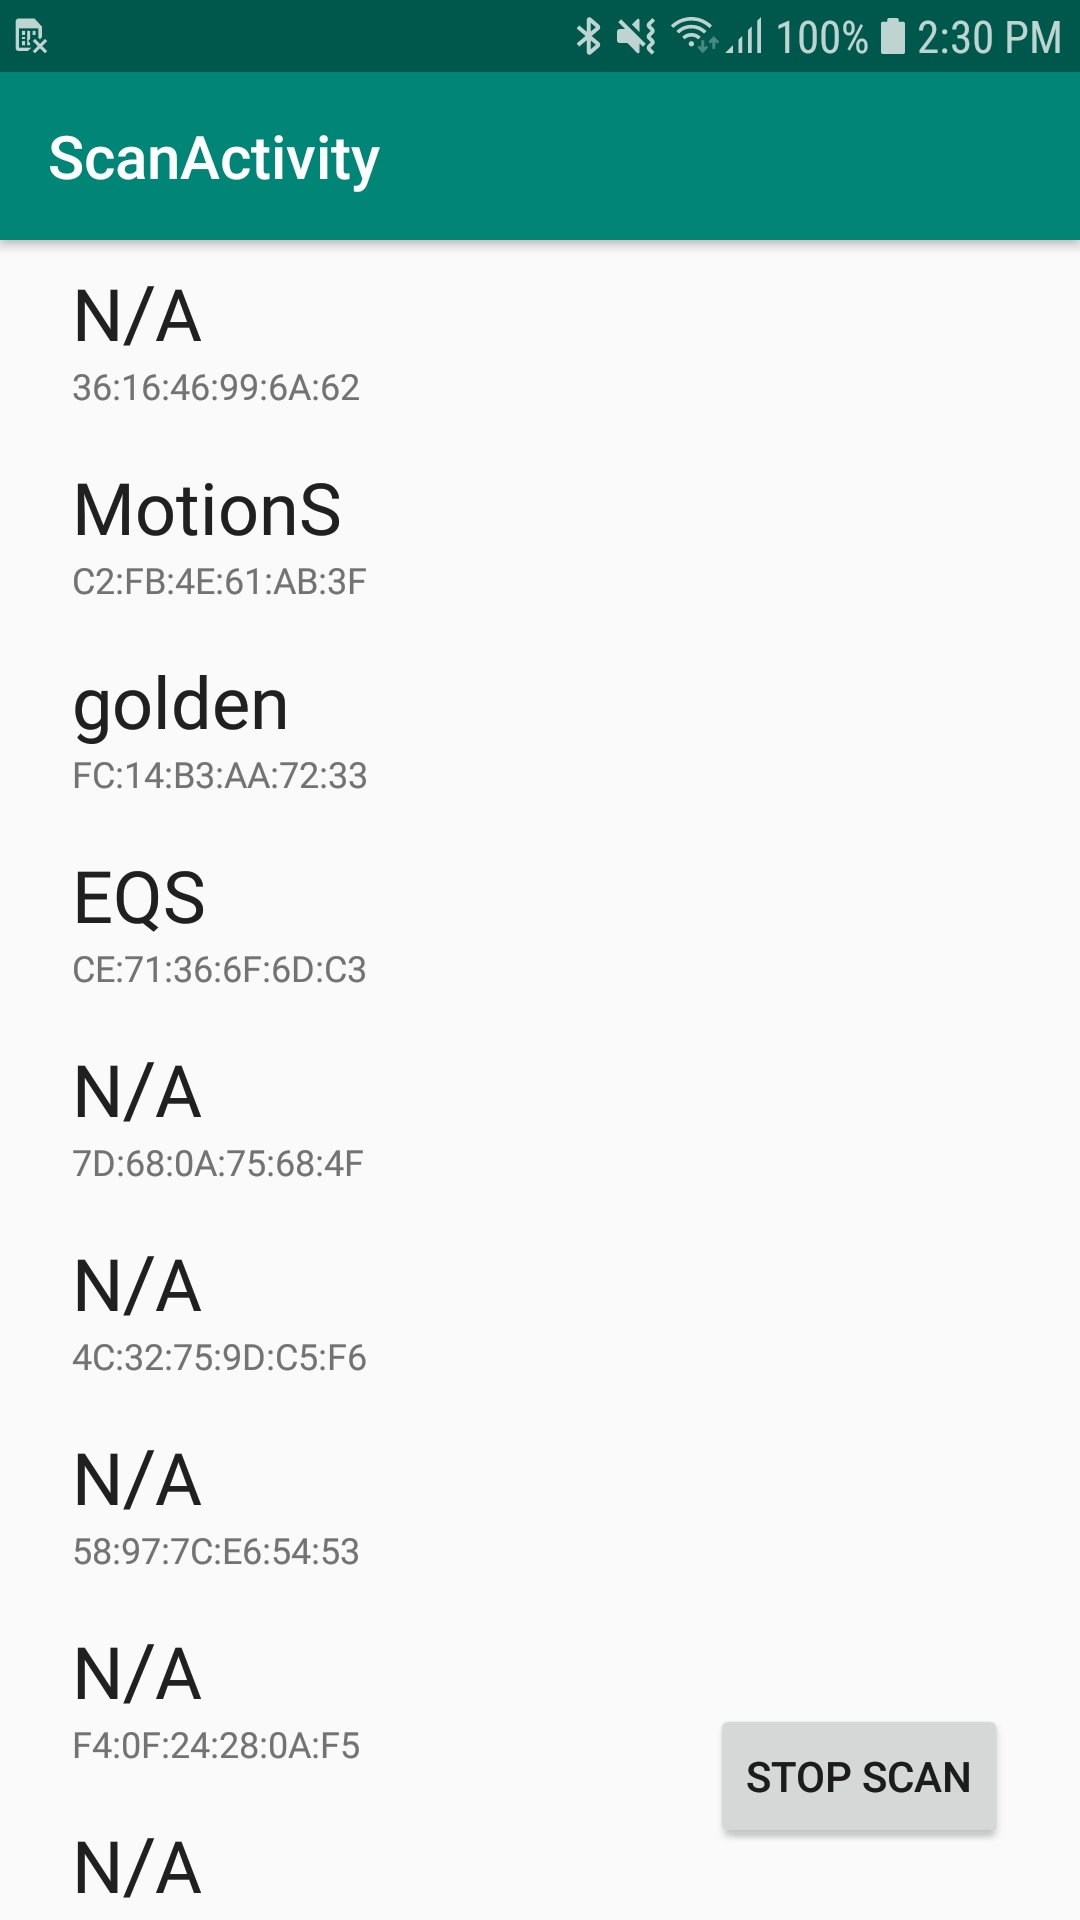 100% 2:30 PM
ScanActivity
N/A
36:16:46:99:6A:62
MotionS
C2:FB:4E:61:AB:3F
golden
FC:14:B3:AA:72:33
EQS
CE:71:36:6F:6D:C3
N/A
7D:68:0A:75:68:4F
N/A
4C:32:75:9D:C5:F6
N/A
58:97:7C:E6:54:53
N/A
F4:0F:24:28:0A:F5
STOP SCAN
N/A